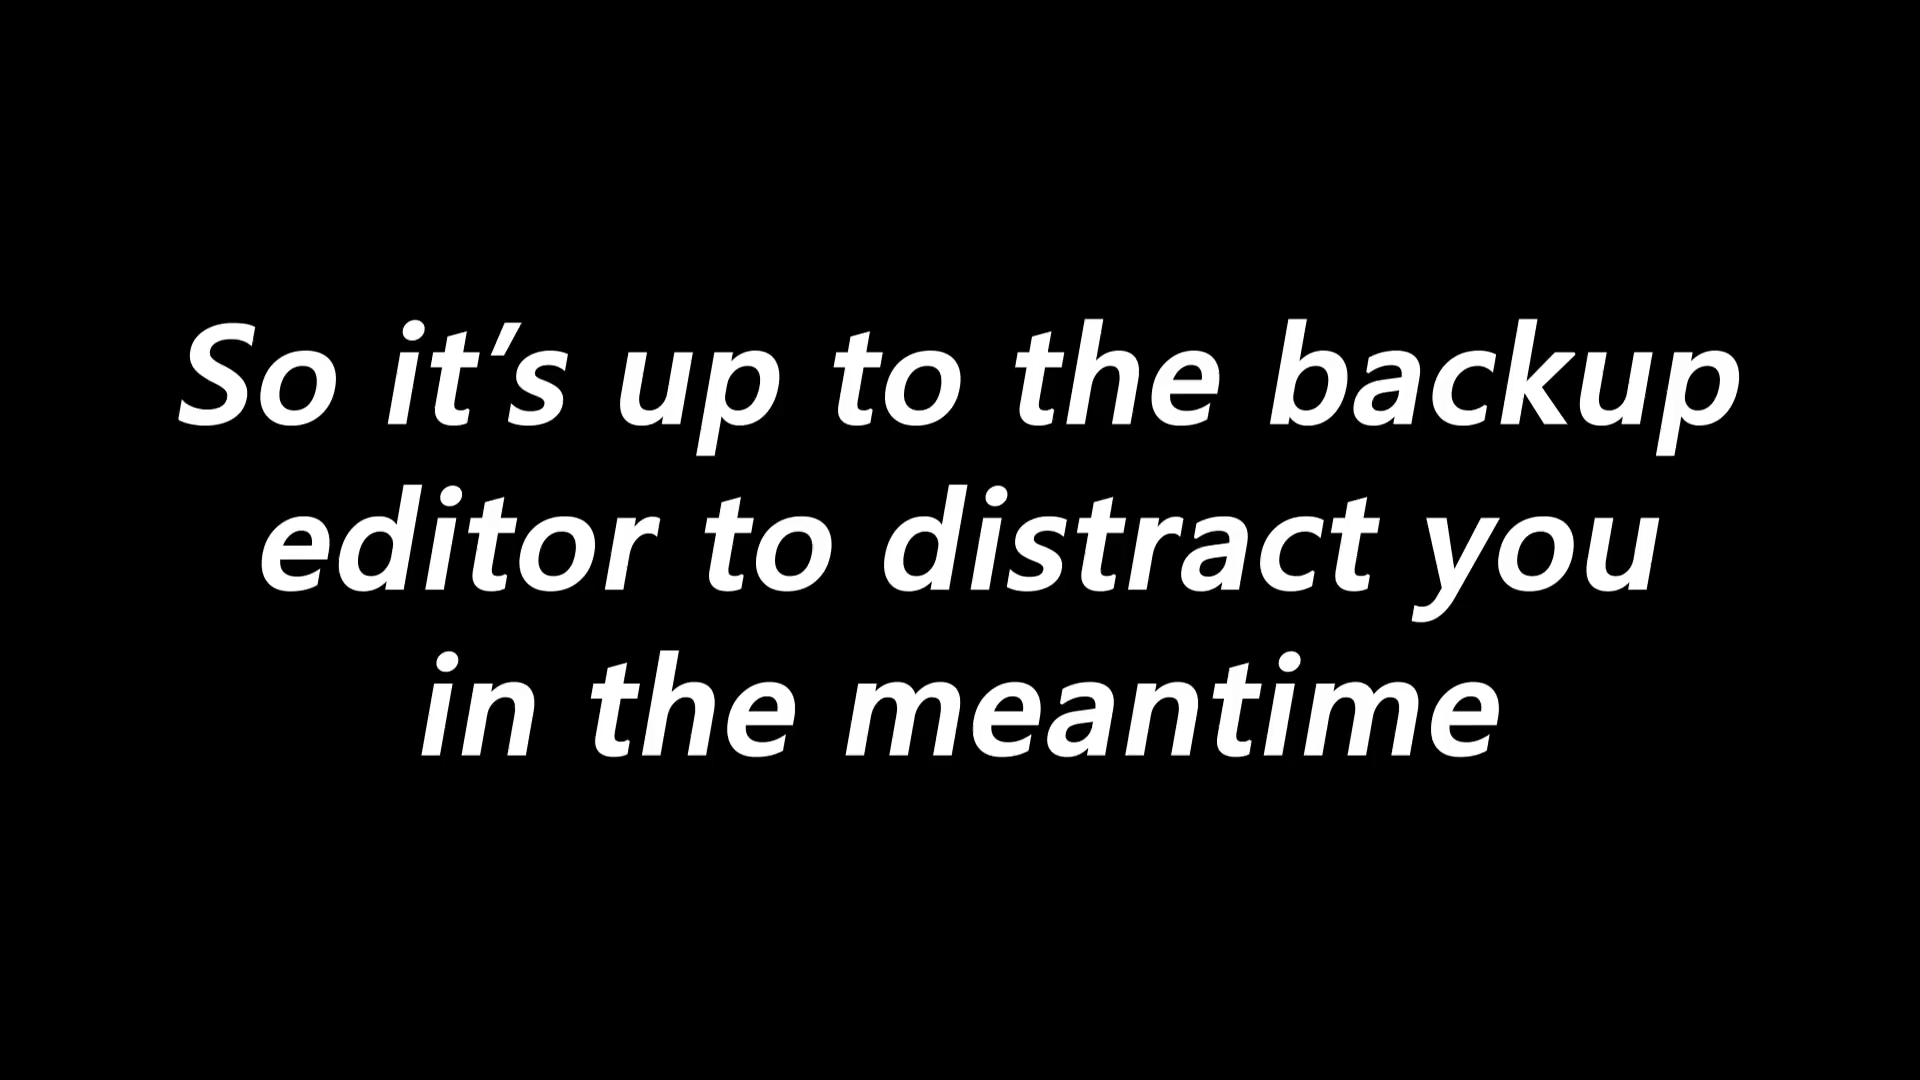 So it’s up to the backup
editor to distract you
in the meantime